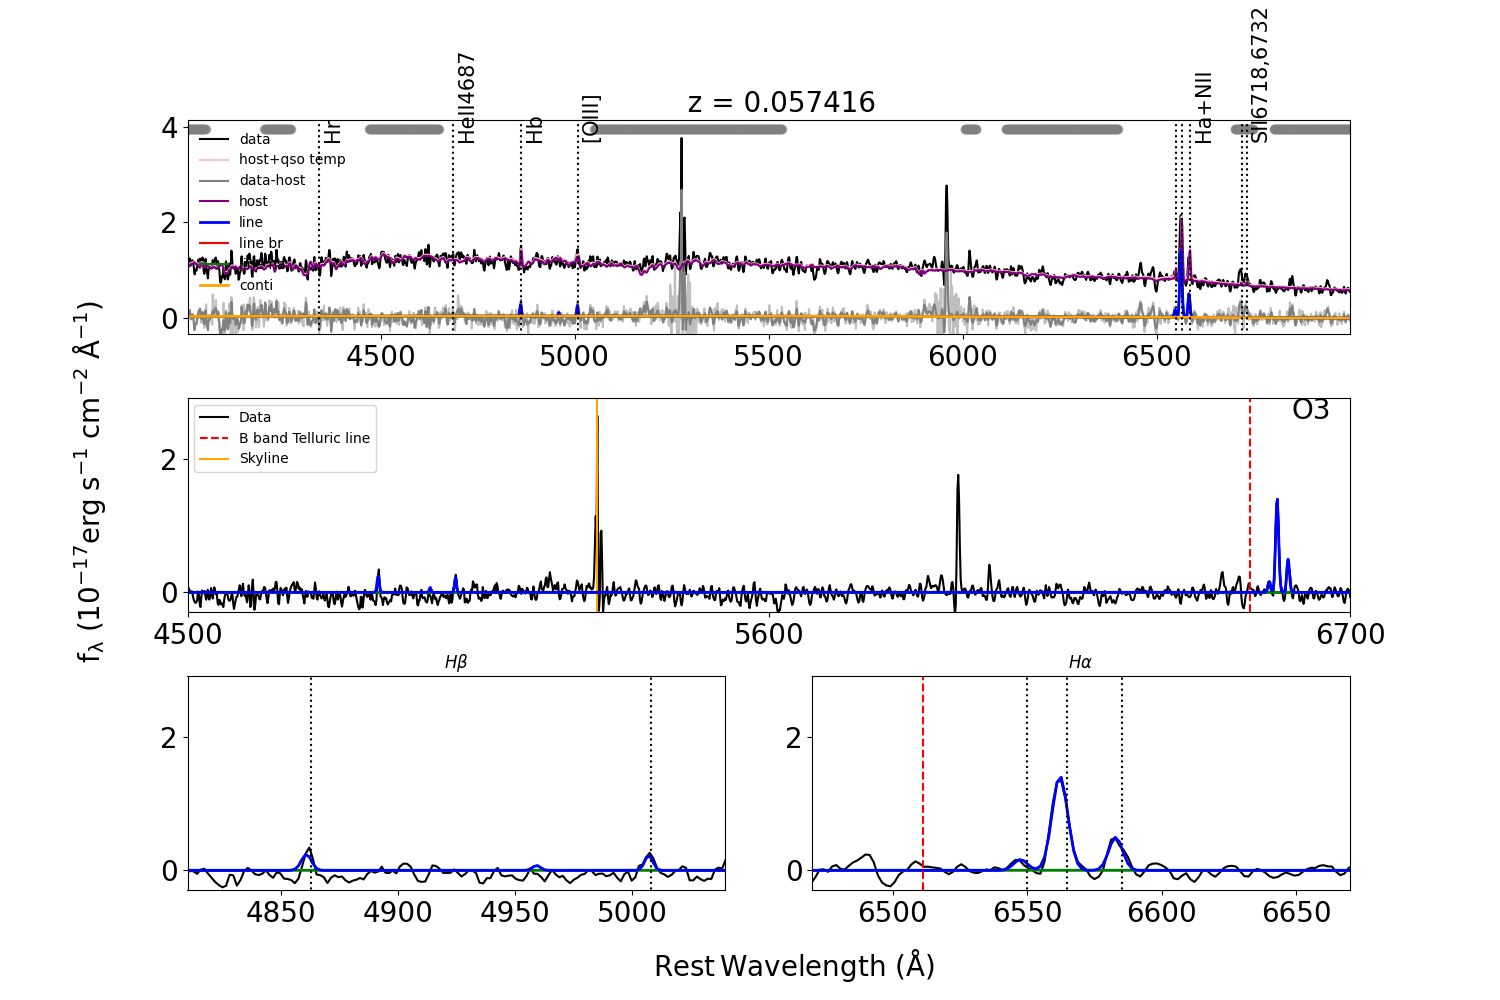 z = 0.057416
Hr
HeII4687
Hb
[OIII]
Ha+NII
SII6718,6732
data
host+qso temp
data-host
host
line
line br
conti
4
2
0
4500
5000
5500
6000
6500
O3
Data
B band Telluric line
Skyline
2
0
4500
5600
6700
fλ (10−17erg s−1 cm−2 Å−1)
Hβ
2
0
4850
4900
4950
5000
Hα
2
0
6500
6550
6600
6650
Rest Wavelength (Å)